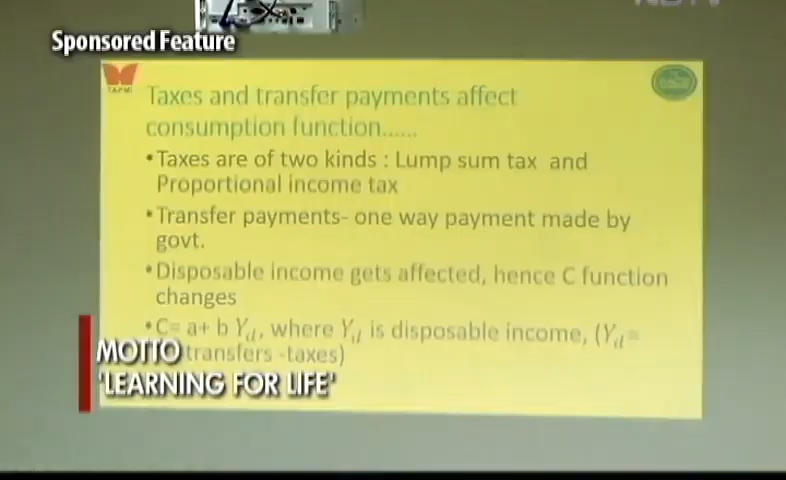 Sponsored Feature
TAPMI
Taxes and transfer payments affect
consumption function......
•Taxes are of two kinds : Lump sum tax and
Proportional income tax
•Transfer payments- one way payment made by
govt.
•Disposable income gets affected, hence C function
changes
•C= a+ b Yd, where Yd is disposable income, (Yd=
transfers -taxes)
MOTTO
'LEARNING FOR LIFE'